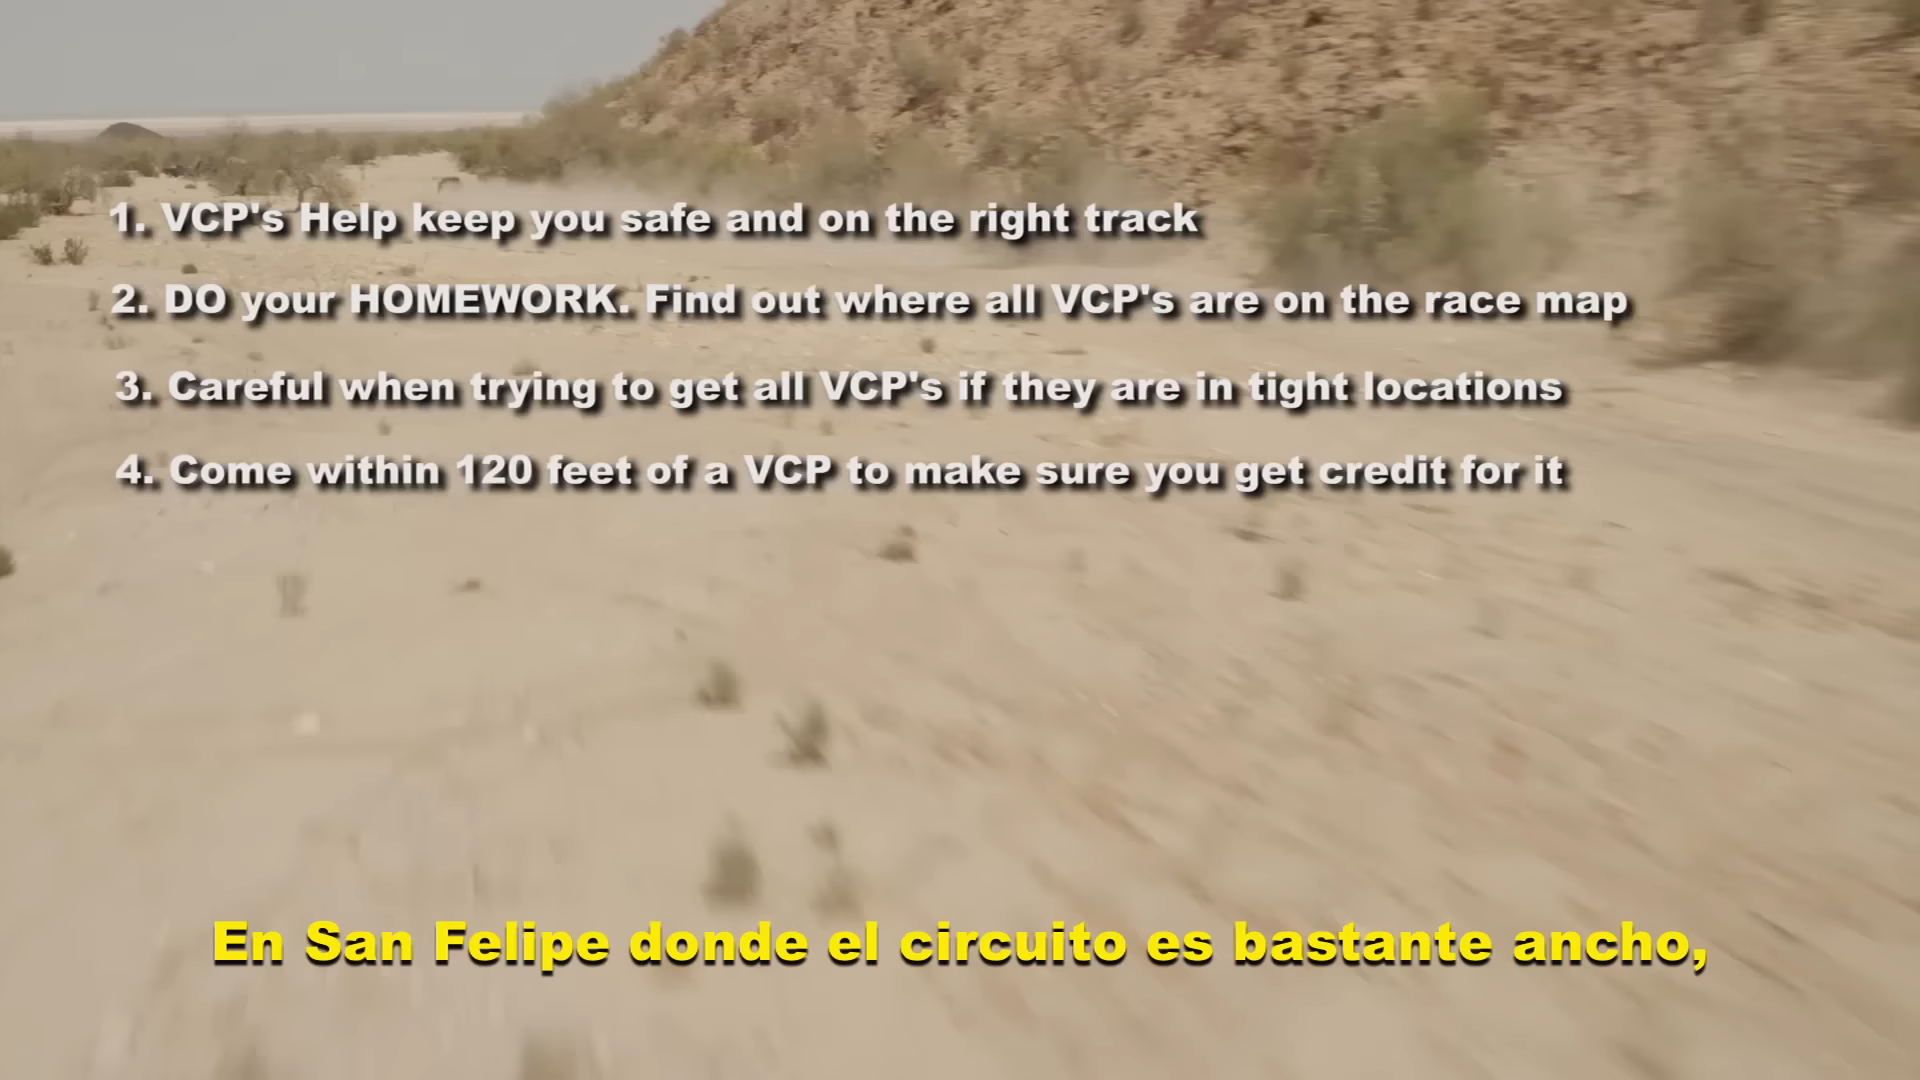 1. VCP's Help keep you safe and on the right track
2. DO your HOMEWORK. Find out where all VCP's are on the race map
3. Careful when trying to get all VCP's if they are in tight locations
4. Come within 120 feet of a VCP to make sure you get credit for it
En San Felipe donde el circuito es bastante ancho,